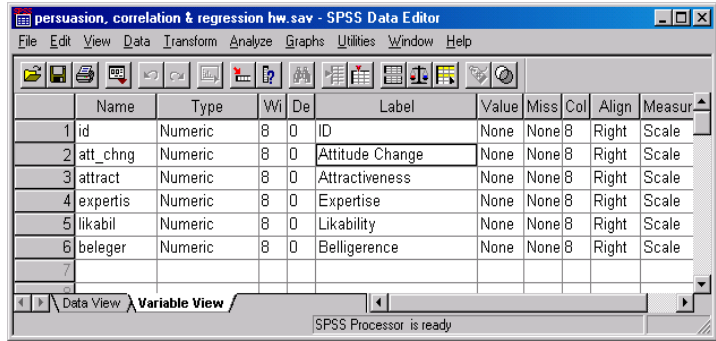 persuasion, correlation & regression hw.sav - SPSS Data Editor
File Edit View Data Transform Analyze Graphs Utilities Window Help
Name Type Wi De Label Value Miss Col Align Measur
1 id Numeric 8 0 ID None None 8 Right Scale
2 att_chng Numeric 8 0 Attitude Change None None 8 Right Scale
3 attract Numeric 8 0 Attractiveness None None 8 Right Scale
4 expertis Numeric 8 0 Expertise None None 8 Right Scale
5 likabil Numeric 8 0 Likability None None 8 Right Scale
6 beleger Numeric 8 0 Belligerence None None 8 Right Scale
7
Data View Variable View
SPSS Processor is ready